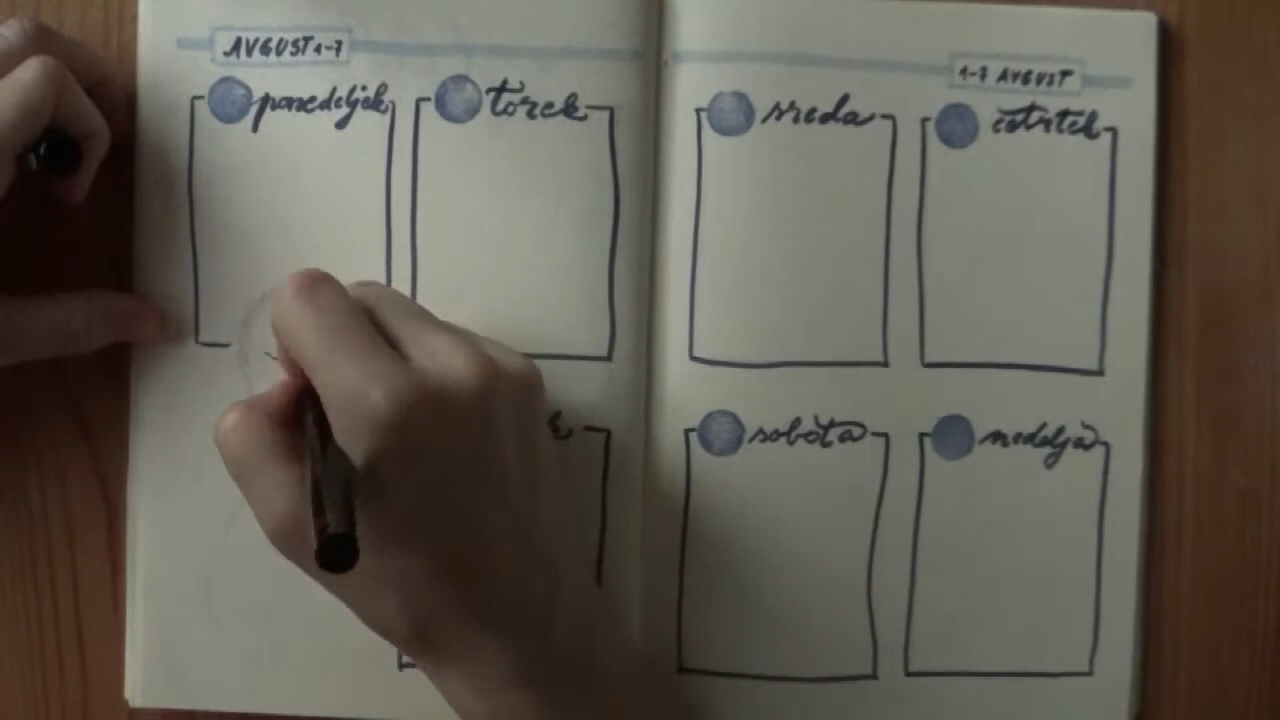 AVGUST 1-7
ponedeljek
torek
1-7 AVGUST
sreda
četrtek
sobota
nedelja